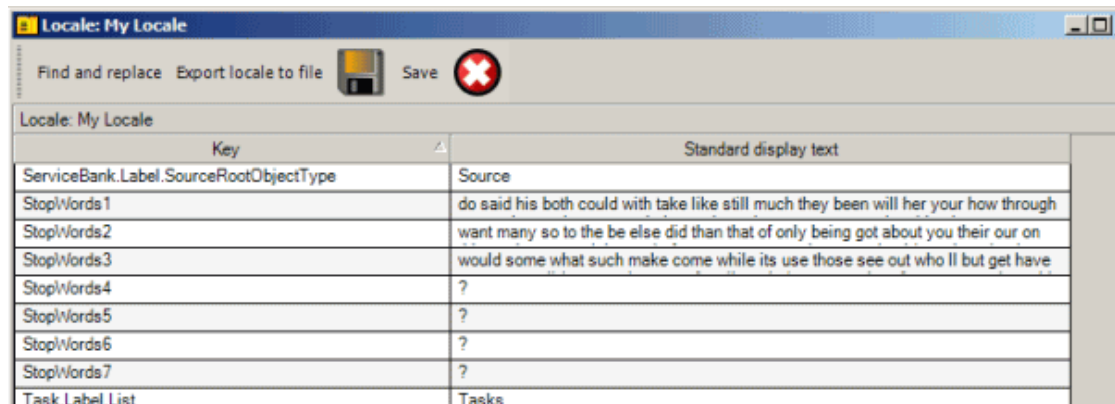 Locale: My Locale
Find and replace Export locale to file Save
Locale: My Locale
Key Standard display text
ServiceBank.Label.SourceRootObjectType Source
StopWords1 do said his both could with take like still much they been will her your how through
StopWords2 want many so to the be else did than that of only being got about you their our on
StopWords3 would some what such make come while its use those see out who ll but get have
StopWords4 ?
StopWords5 ?
StopWords6 ?
StopWords7 ?
Task.Label.List Tasks